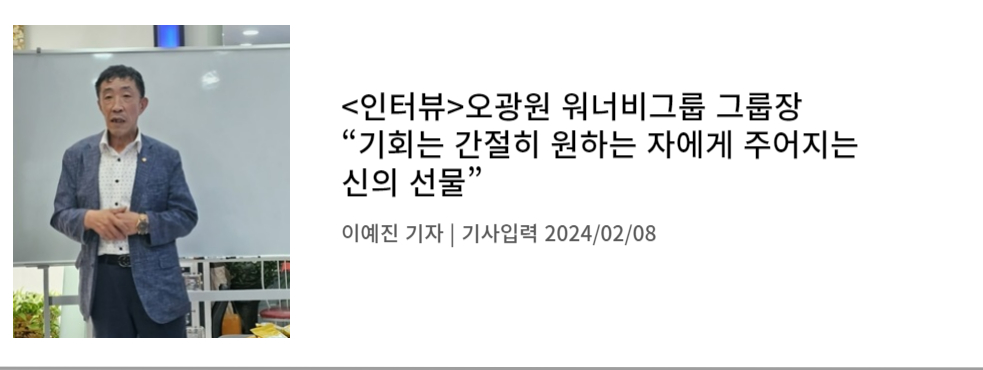 <인터뷰>오광원 워너비그룹 그룹장
“기회는 간절히 원하는 자에게 주어지는
신의 선물”
이예진 기자 | 기사입력 2024/02/08